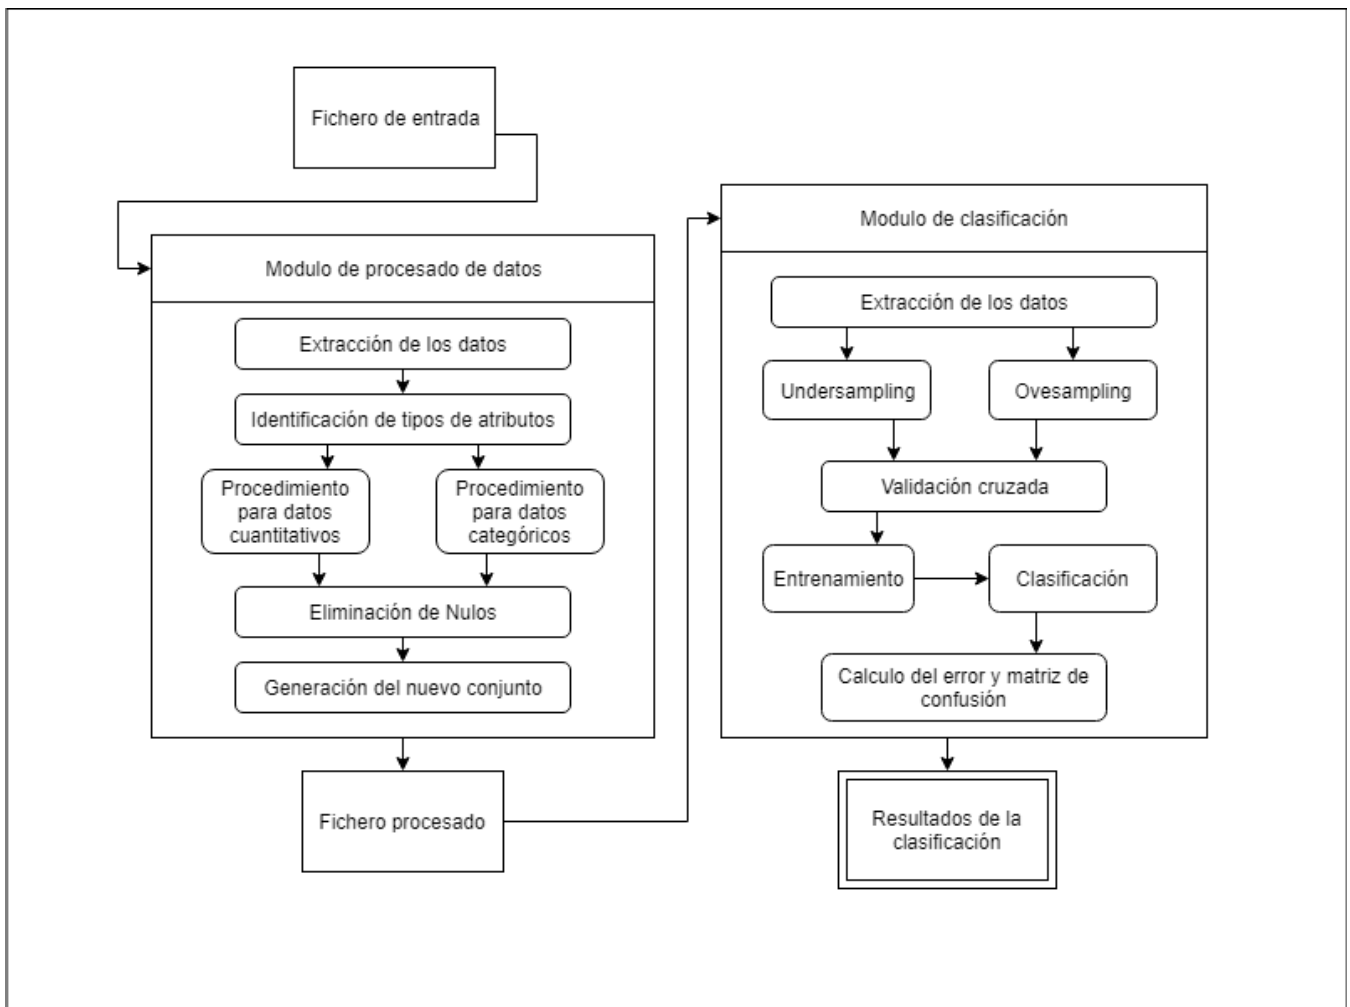 Fichero de entrada
Modulo de procesado de datos
Extracción de los datos
Identificación de tipos de atributos
Procedimiento
para datos
cuantitativos
Procedimiento
para datos
categóricos
Eliminación de Nulos
Generación del nuevo conjunto
Fichero procesado
Modulo de clasificación
Extracción de los datos
Undersampling
Ovesampling
Validación cruzada
Entrenamiento
Clasificación
Calculo del error y matriz de
confusión
Resultados de la
clasificación